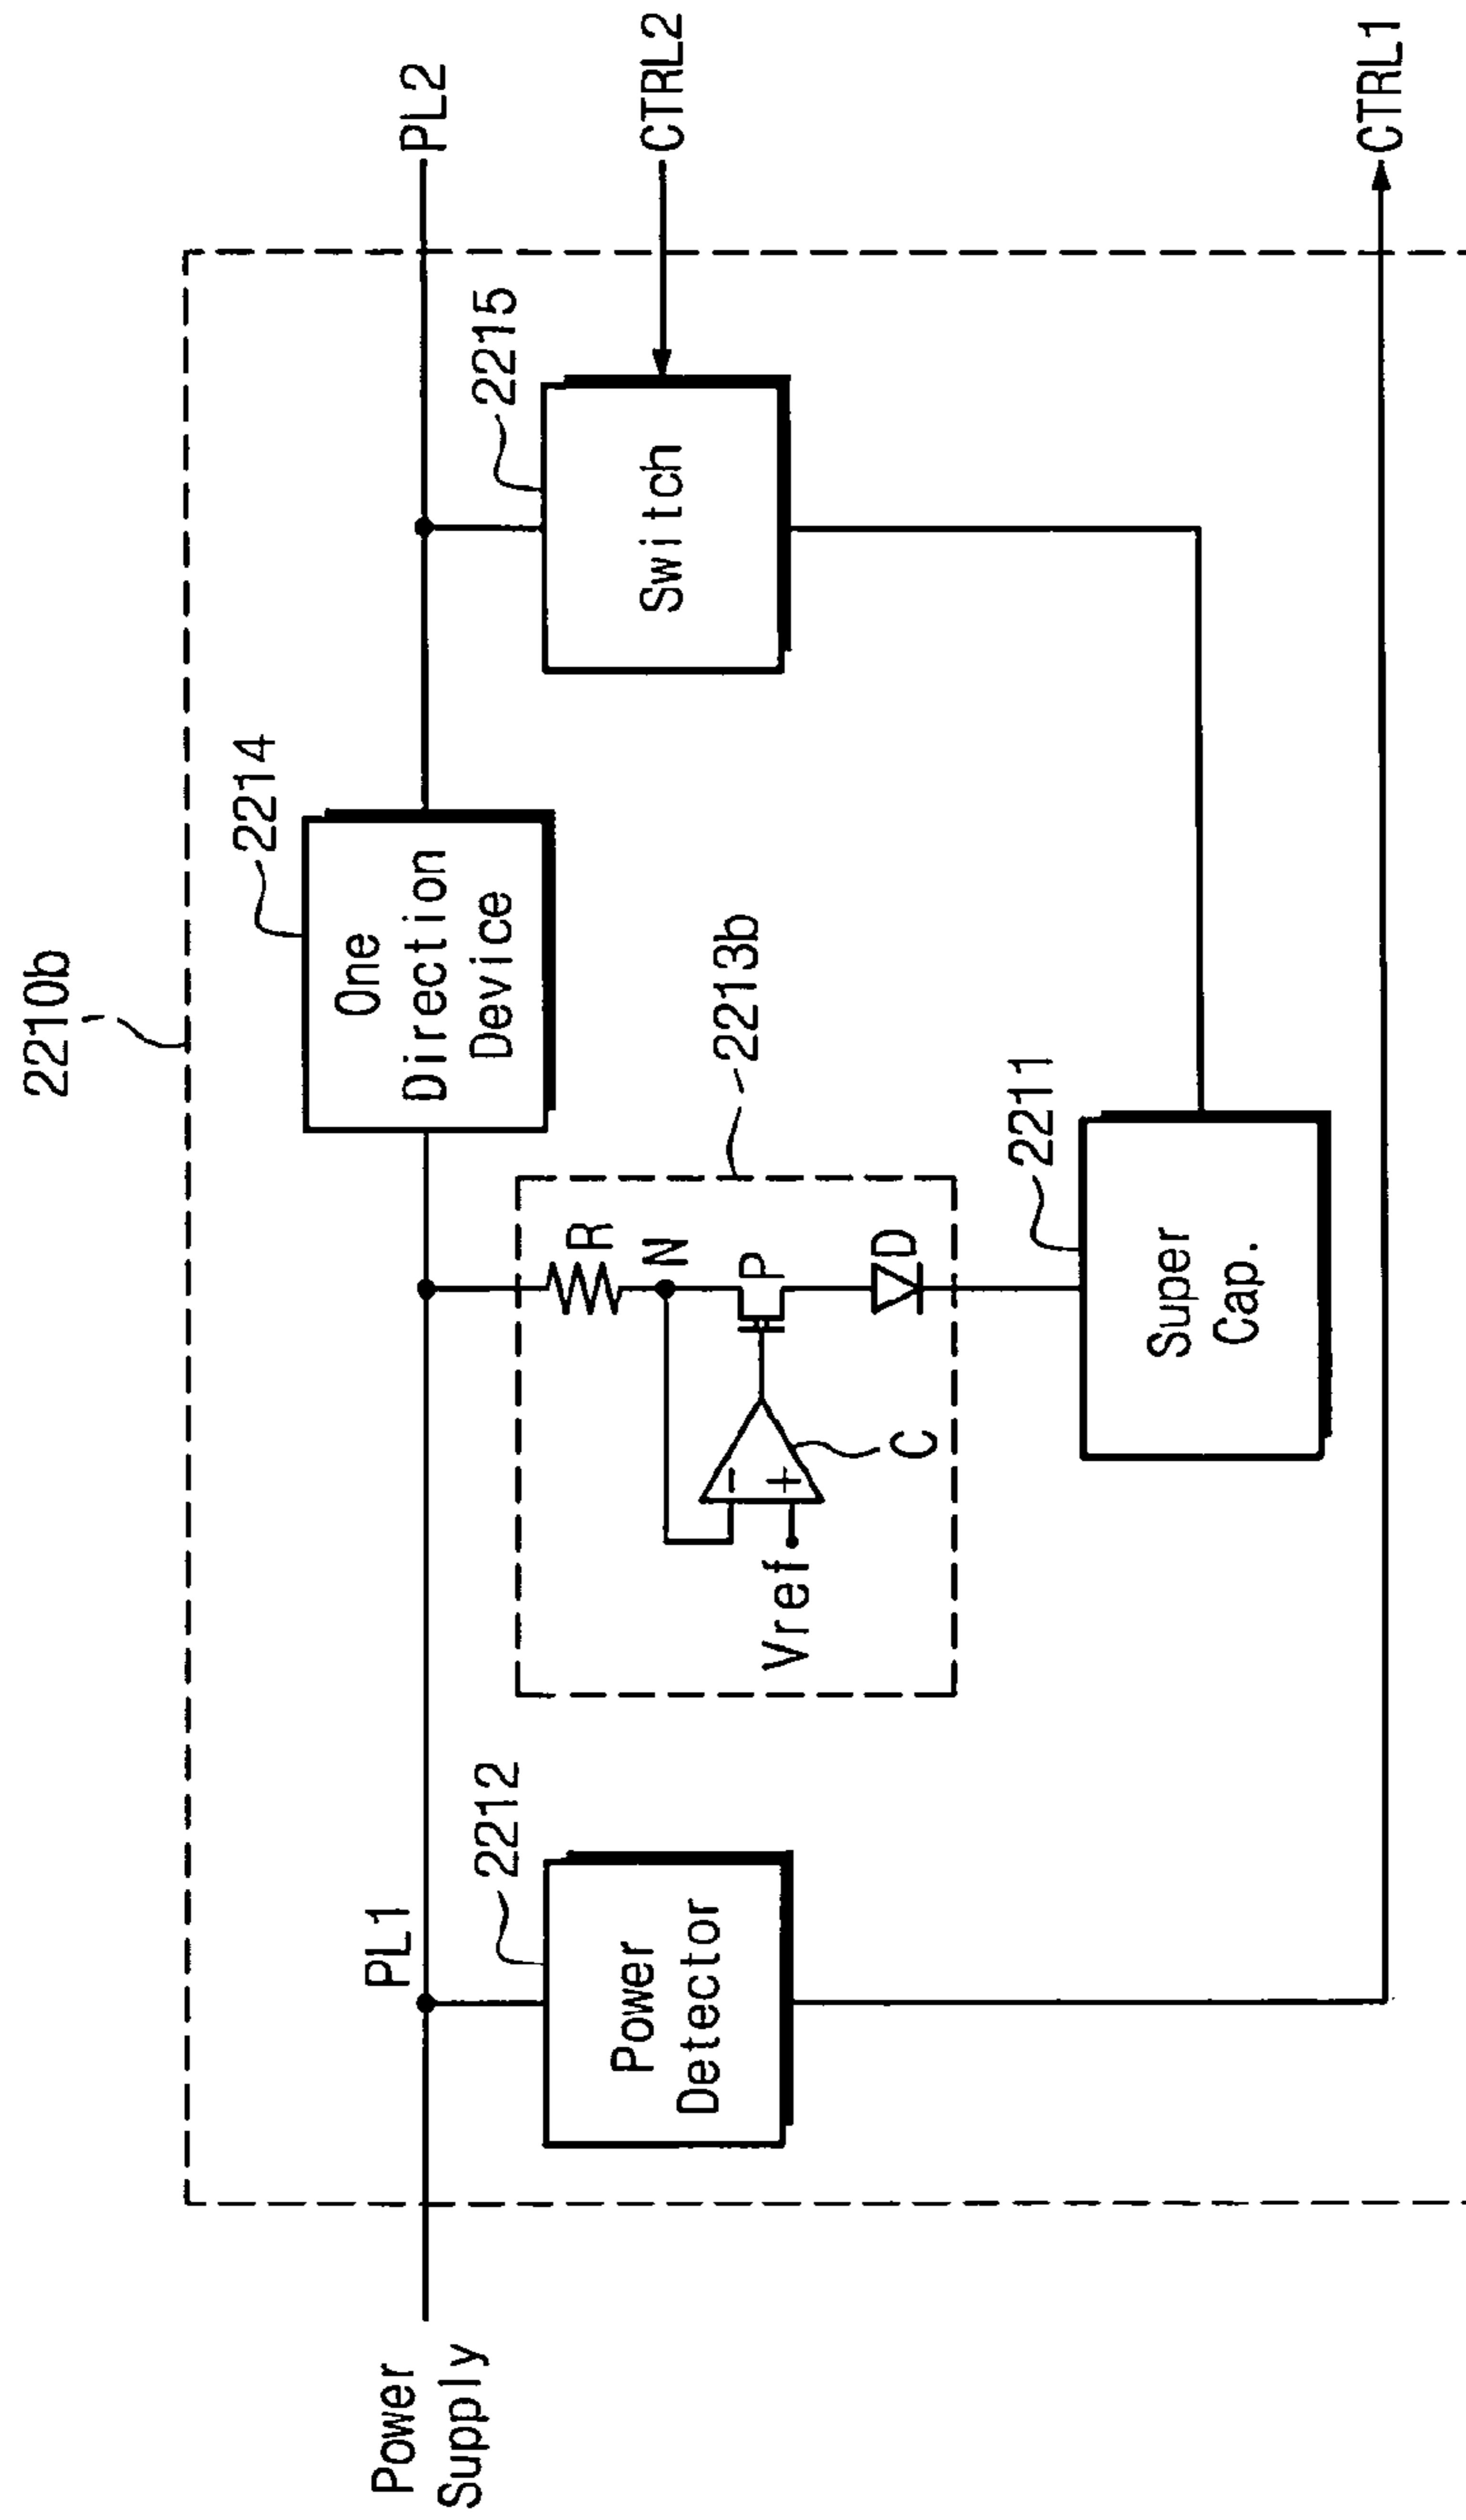 2210b
Power
Supply
PL1
2214
One
Direction
Device
PL2
2212
Power
Detector
R
N
P
D
C
-
+
Vref
2213b
2215
Switch
CTRL2
2211
Super
Cap.
CTRL1